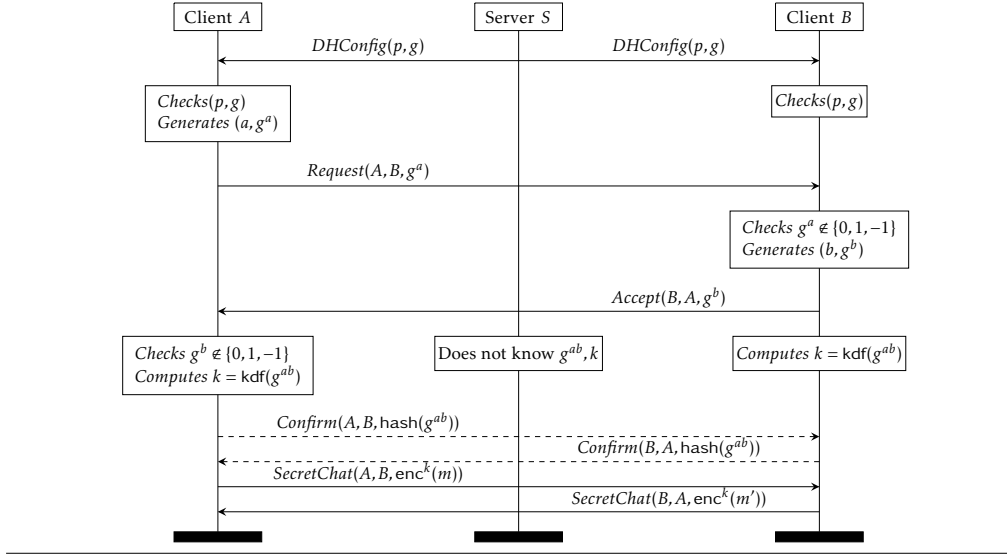 Client A Server S Client B
DHConfig(p,g) DHConfig(p,g)
Checks(p,g)
Generates (a,g^a)
Checks(p,g)
Request(A,B,g^a)
Checks g^a ∉ {0,1,−1}
Generates (b,g^b)
Accept(B,A,g^b)
Checks g^b ∉ {0,1,−1}
Computes k = kdf(g^ab)
Does not know g^ab,k
Computes k = kdf(g^ab)
Confirm(A,B,hash(g^ab))
Confirm(B,A,hash(g^ab))
SecretChat(A,B,enc^k(m))
SecretChat(B,A,enc^k(m′))